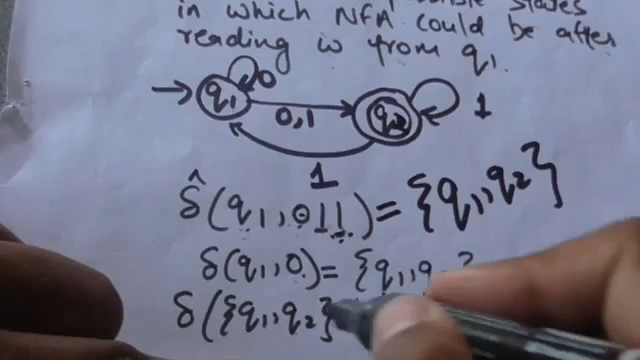 states
in which NFA could be after
reading w from q1.
0
q1
0,1
q2
1
1
δ̂(q1,011) = {q1,q2}
δ(q1,0) = {q1,q
δ({q1,q2}